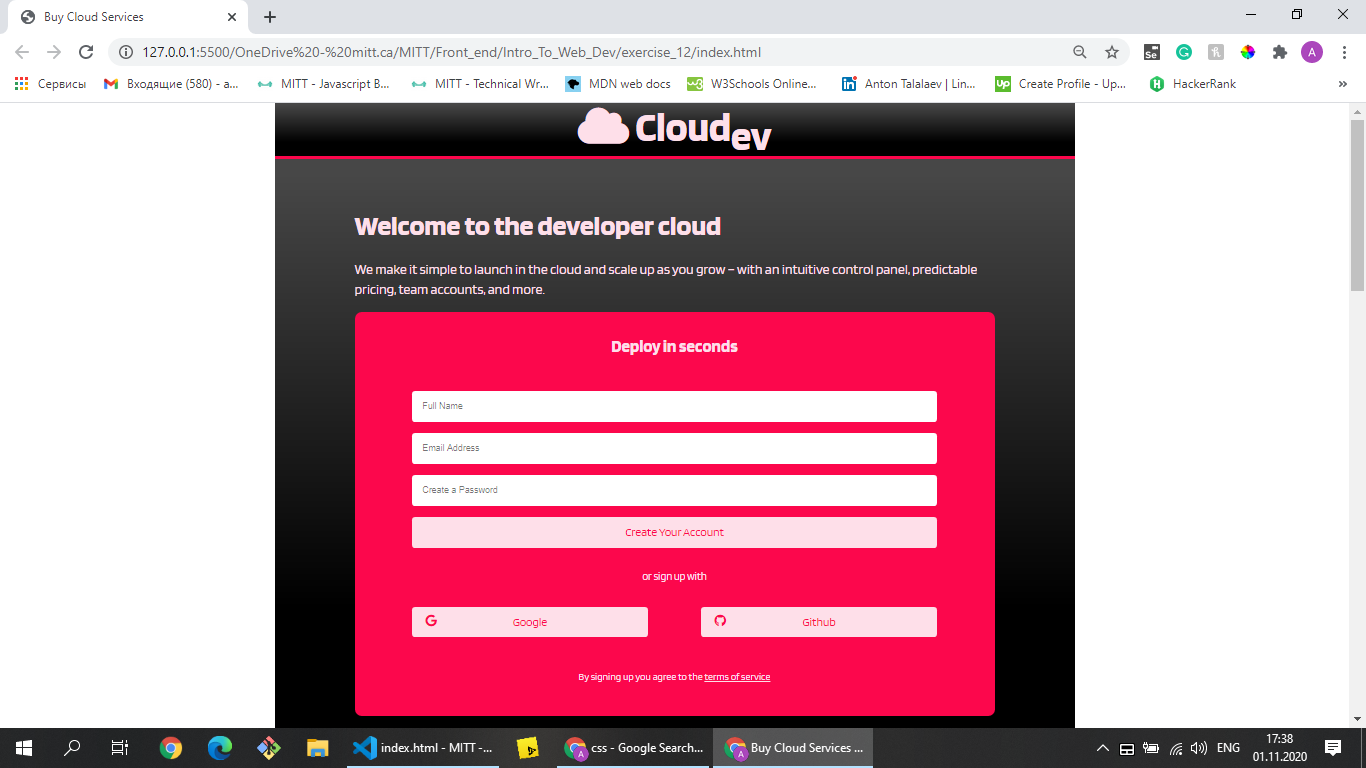 Buy Cloud Services
127.0.0.1:5500/OneDrive%20-%20mitt.ca/MITT/Front_end/Intro_To_Web_Dev/exercise_12/index.html
Se
A
Сервисы
Входящие (580) - a...
MITT - Javascript B...
MITT - Technical Wr...
MDN web docs
W3Schools Online...
Anton Talalaev | Lin...
Create Profile - Up...
HackerRank
»
Cloudev
Welcome to the developer cloud
We make it simple to launch in the cloud and scale up as you grow – with an intuitive control panel, predictable
pricing, team accounts, and more.
Deploy in seconds
Full Name
Email Address
Create a Password
Create Your Account
or sign up with
Google
Github
By signing up you agree to the terms of service
index.html - MITT -...
css - Google Search...
Buy Cloud Services ...
ENG
17:38
01.11.2020